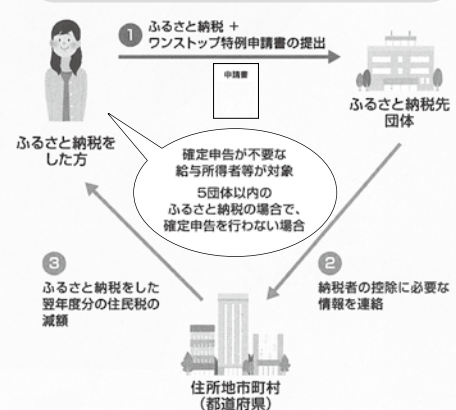 1
ふるさと納税 +
ワンストップ特例申請書の提出
申請書
ふるさと納税を
した方
ふるさと納税先
団体
確定申告が不要な
給与所得者等が対象
5団体以内の
ふるさと納税の場合で、
確定申告を行わない場合
2
納税者の控除に必要な
情報を連絡
3
ふるさと納税をした
翌年度分の住民税の
減額
住所地市町村
（都道府県）